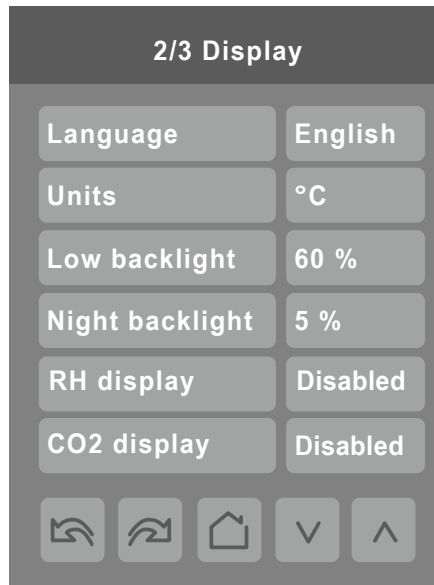 2/3 Display
Language English
Units °C
Low backlight 60 %
Night backlight 5 %
RH display Disabled
CO2 display Disabled